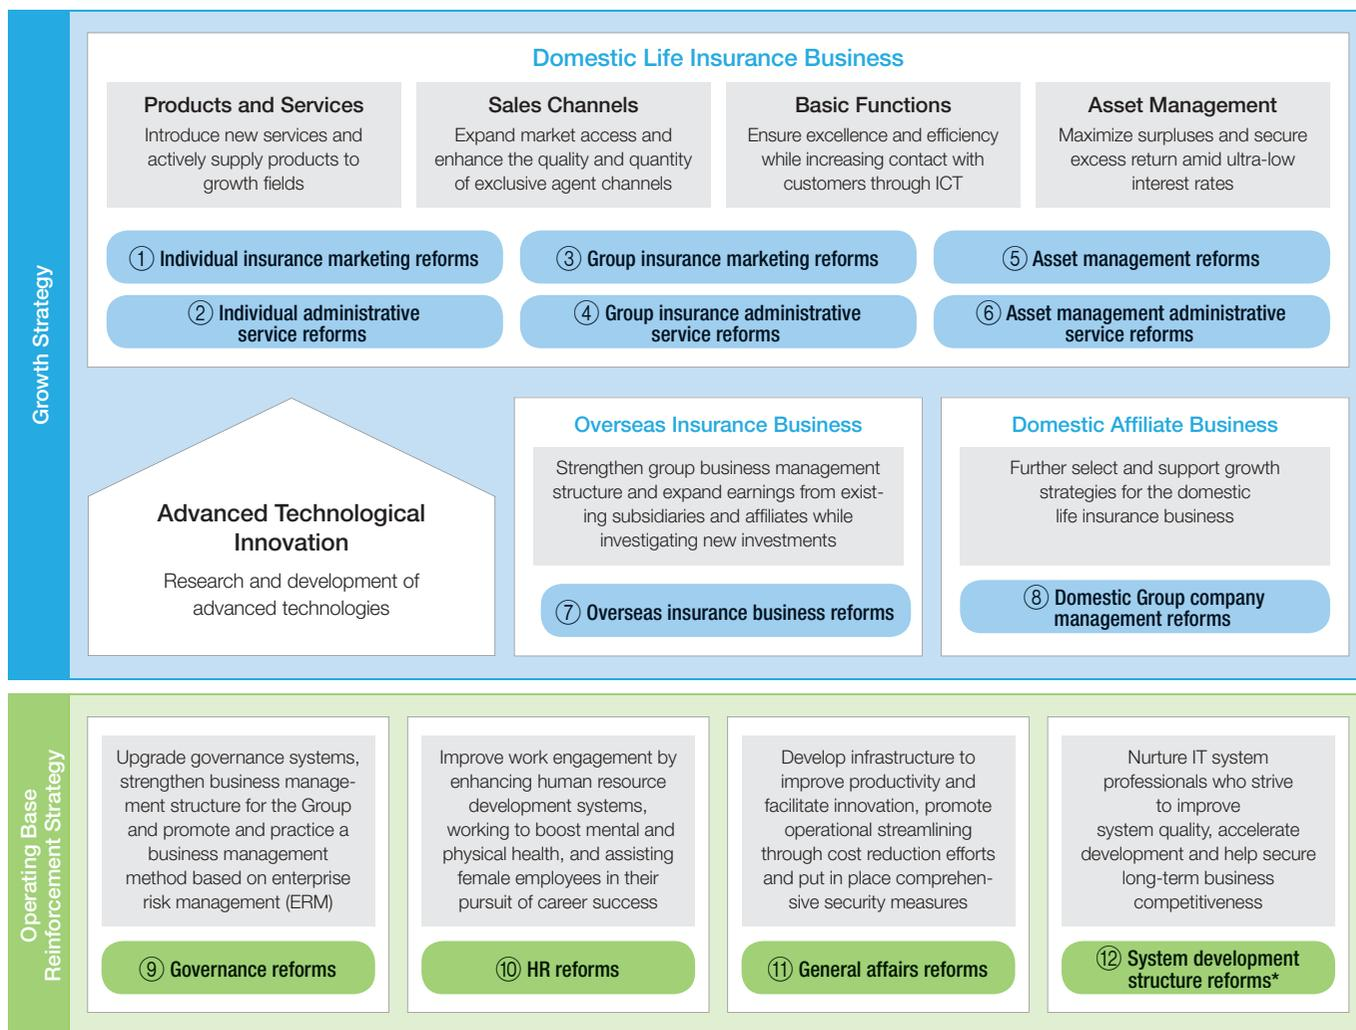 Growth Strategy
Domestic Life Insurance Business
Products and Services
Introduce new services and
actively supply products to
growth fields
Sales Channels
Expand market access and
enhance the quality and quantity
of exclusive agent channels
Basic Functions
Ensure excellence and efficiency
while increasing contact with
customers through ICT
Asset Management
Maximize surpluses and secure
excess return amid ultra-low
interest rates
① Individual insurance marketing reforms
③ Group insurance marketing reforms
⑤ Asset management reforms
② Individual administrative
service reforms
④ Group insurance administrative
service reforms
⑥ Asset management administrative
service reforms
Advanced Technological
Innovation
Research and development of
advanced technologies
Overseas Insurance Business
Strengthen group business management
structure and expand earnings from exist-
ing subsidiaries and affiliates while
investigating new investments
⑦ Overseas insurance business reforms
Domestic Affiliate Business
Further select and support growth
strategies for the domestic
life insurance business
⑧ Domestic Group company
management reforms
Operating Base
Reinforcement Strategy
Upgrade governance systems,
strengthen business manage-
ment structure for the Group
and promote and practice a
business management
method based on enterprise
risk management (ERM)
⑨ Governance reforms
Improve work engagement by
enhancing human resource
development systems,
working to boost mental and
physical health, and assisting
female employees in their
pursuit of career success
⑩ HR reforms
Develop infrastructure to
improve productivity and
facilitate innovation, promote
operational streamlining
through cost reduction efforts
and put in place comprehen-
sive security measures
⑪ General affairs reforms
Nurture IT system
professionals who strive
to improve
system quality, accelerate
development and help secure
long-term business
competitiveness
⑫ System development
structure reforms*